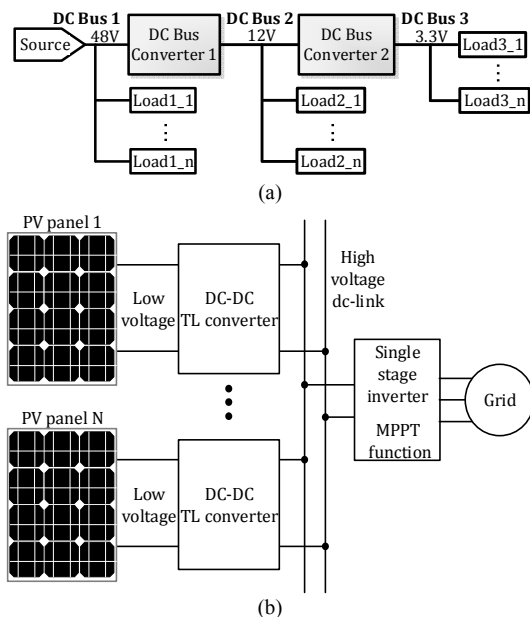 DC Bus 1
DC Bus 2
DC Bus 3
Source
48V
DC Bus
Converter 1
12V
DC Bus
Converter 2
3.3V
Load3_1
Load1_1
Load2_1
Load3_n
Load1_n
Load2_n
(a)
PV panel 1
Low
voltage
DC-DC
TL converter
High
voltage
dc-link
Single
stage
inverter
MPPT
function
Grid
PV panel N
Low
voltage
DC-DC
TL converter
(b)